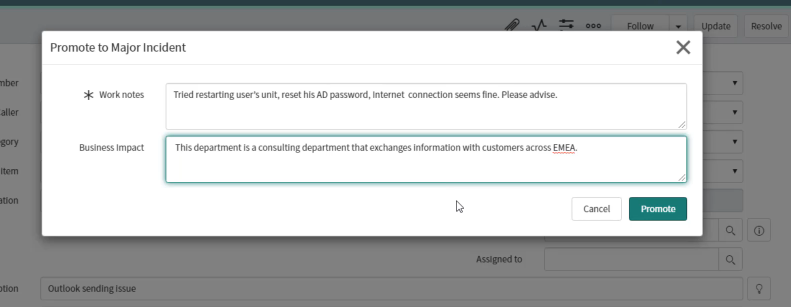 Follow
Update
Resolve
Promote to Major Incident
mber
Work notes
Tried restarting user's unit, reset his AD password, internet connection seems fine. Please advise.
aller
egory
Business Impact
This department is a consulting department that exchanges information with customers across EMEA.
item
ation
Cancel
Promote
Assigned to
ption
Outlook sending issue